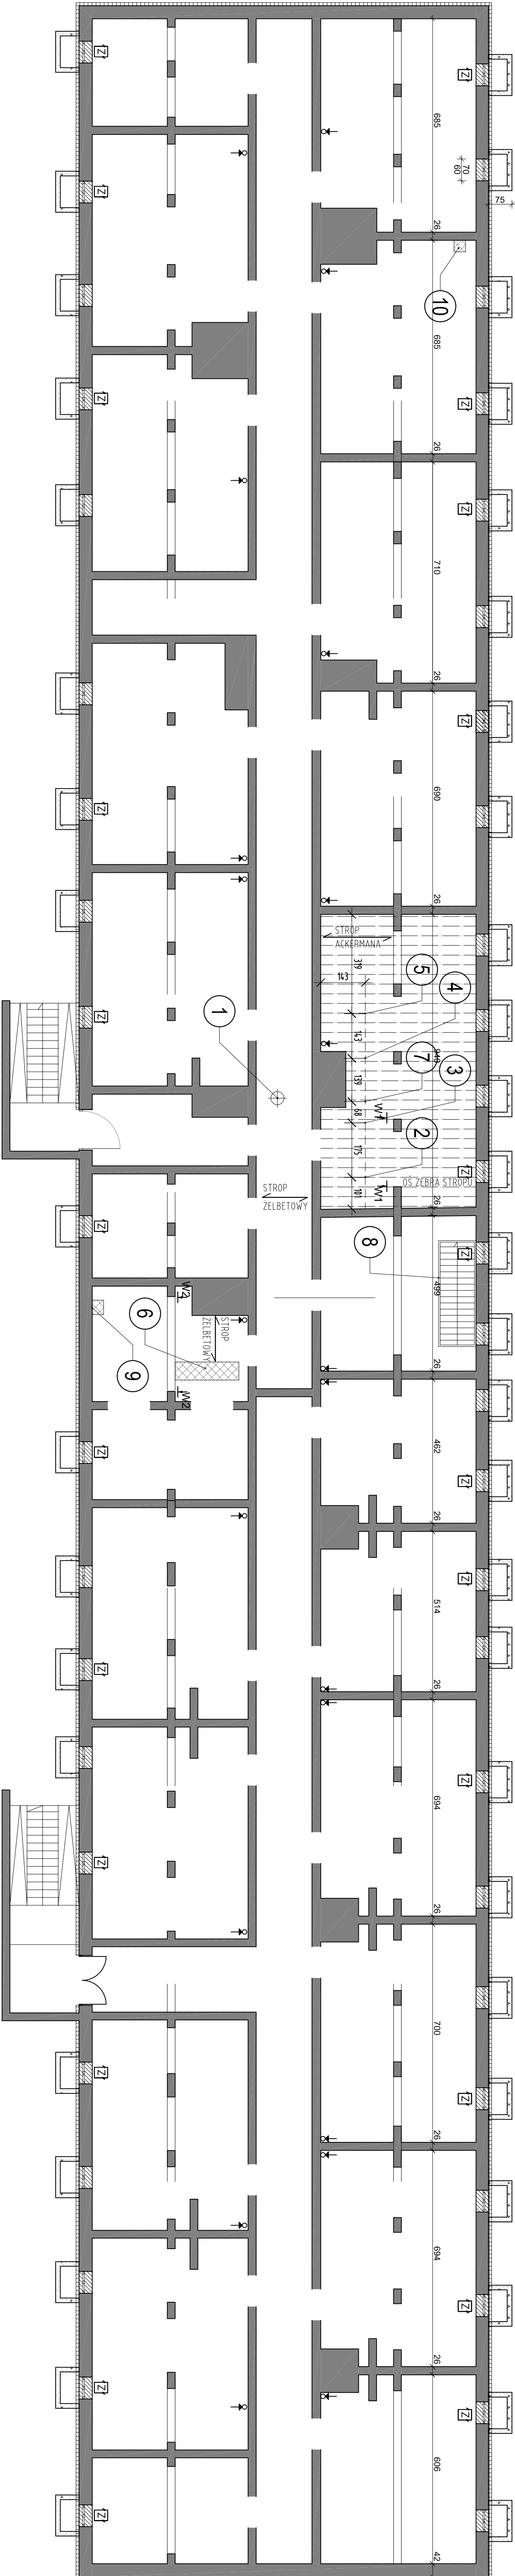 Z
Z
685
70
60
75
26
Z
10
685
Z
Z
26
Z
710
26
Z
690
Z
26
STROP
ACKERMANA
319
5
4
143
143
Z
1
7
139
3
68
W1
2
175
W1
101
OŚ ŻEBRA STROPU
Z
26
STROP
ŻELBETOWY
Z
8
499
Z
6
W2
STROP
ŻELBETOWY
9
W2
26
462
Z
Z
26
Z
514
26
Z
694
Z
Z
26
700
Z
Z
26
694
Z
26
Z
Z
606
Z
42